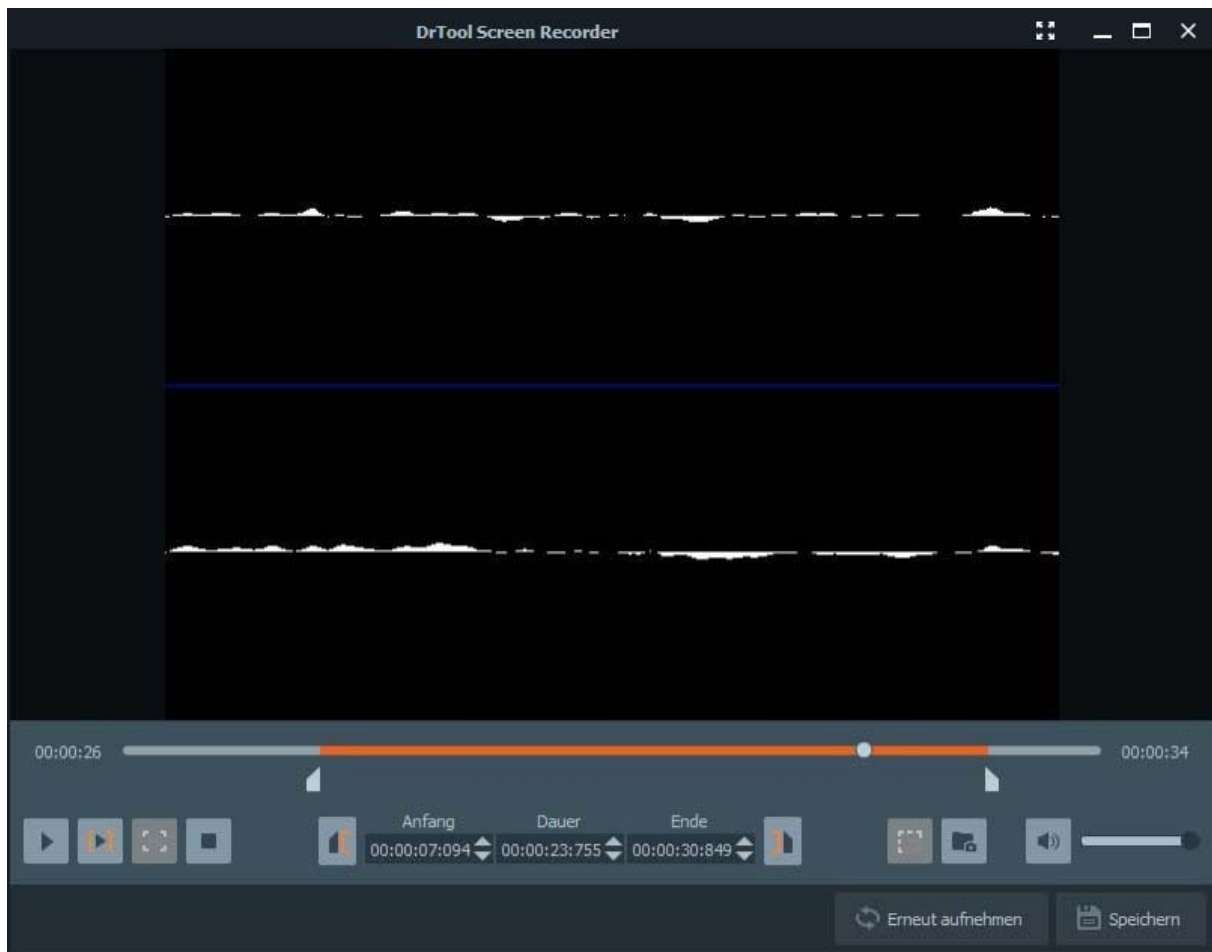 DrTool Screen Recorder
00:00:26
00:00:34
Anfang Dauer Ende
00:00:07:094 00:00:23:755 00:00:30:849
Erneut aufnehmen Speichern